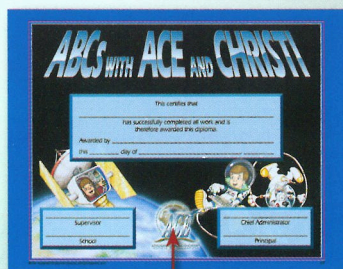 ABCs WITH ACE AND CHRISTI
This certifies that
has successfully completed all work and is
therefore awarded this diploma.
Awarded by
this day of
Supervisor
School
Chief Administrator
Principal